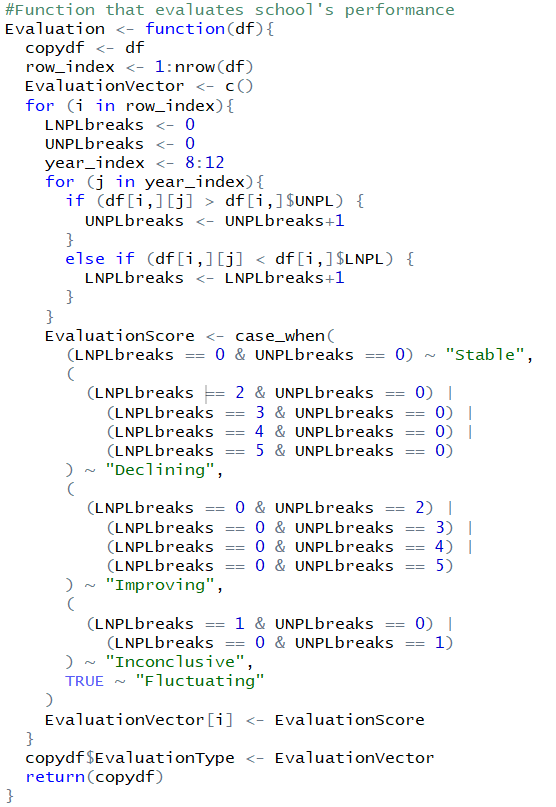 #Function that evaluates school's performance
Evaluation <- function(df){
  copydf <- df
  row_index <- 1:nrow(df)
  EvaluationVector <- c()
  for (i in row_index){
    LNPLbreaks <- 0
    UNPLbreaks <- 0
    year_index <- 8:12
    for (j in year_index){
      if (df[i,][j] > df[i,]$UNPL) {
        UNPLbreaks <- UNPLbreaks+1
      }
      else if (df[i,][j] < df[i,]$LNPL) {
        LNPLbreaks <- LNPLbreaks+1
      }
    }
    EvaluationScore <- case_when(
      (LNPLbreaks == 0 & UNPLbreaks == 0) ~ "Stable",
      (
        (LNPLbreaks == 2 & UNPLbreaks == 0) |
          (LNPLbreaks == 3 & UNPLbreaks == 0) |
          (LNPLbreaks == 4 & UNPLbreaks == 0) |
          (LNPLbreaks == 5 & UNPLbreaks == 0)
      ) ~ "Declining",
      (
        (LNPLbreaks == 0 & UNPLbreaks == 2) |
          (LNPLbreaks == 0 & UNPLbreaks == 3) |
          (LNPLbreaks == 0 & UNPLbreaks == 4) |
          (LNPLbreaks == 0 & UNPLbreaks == 5)
      ) ~ "Improving",
      (
        (LNPLbreaks == 1 & UNPLbreaks == 0) |
          (LNPLbreaks == 0 & UNPLbreaks == 1)
      ) ~ "Inconclusive",
      TRUE ~ "Fluctuating"
    )
    EvaluationVector[i] <- EvaluationScore
  }
  copydf$EvaluationType <- EvaluationVector
  return(copydf)
}